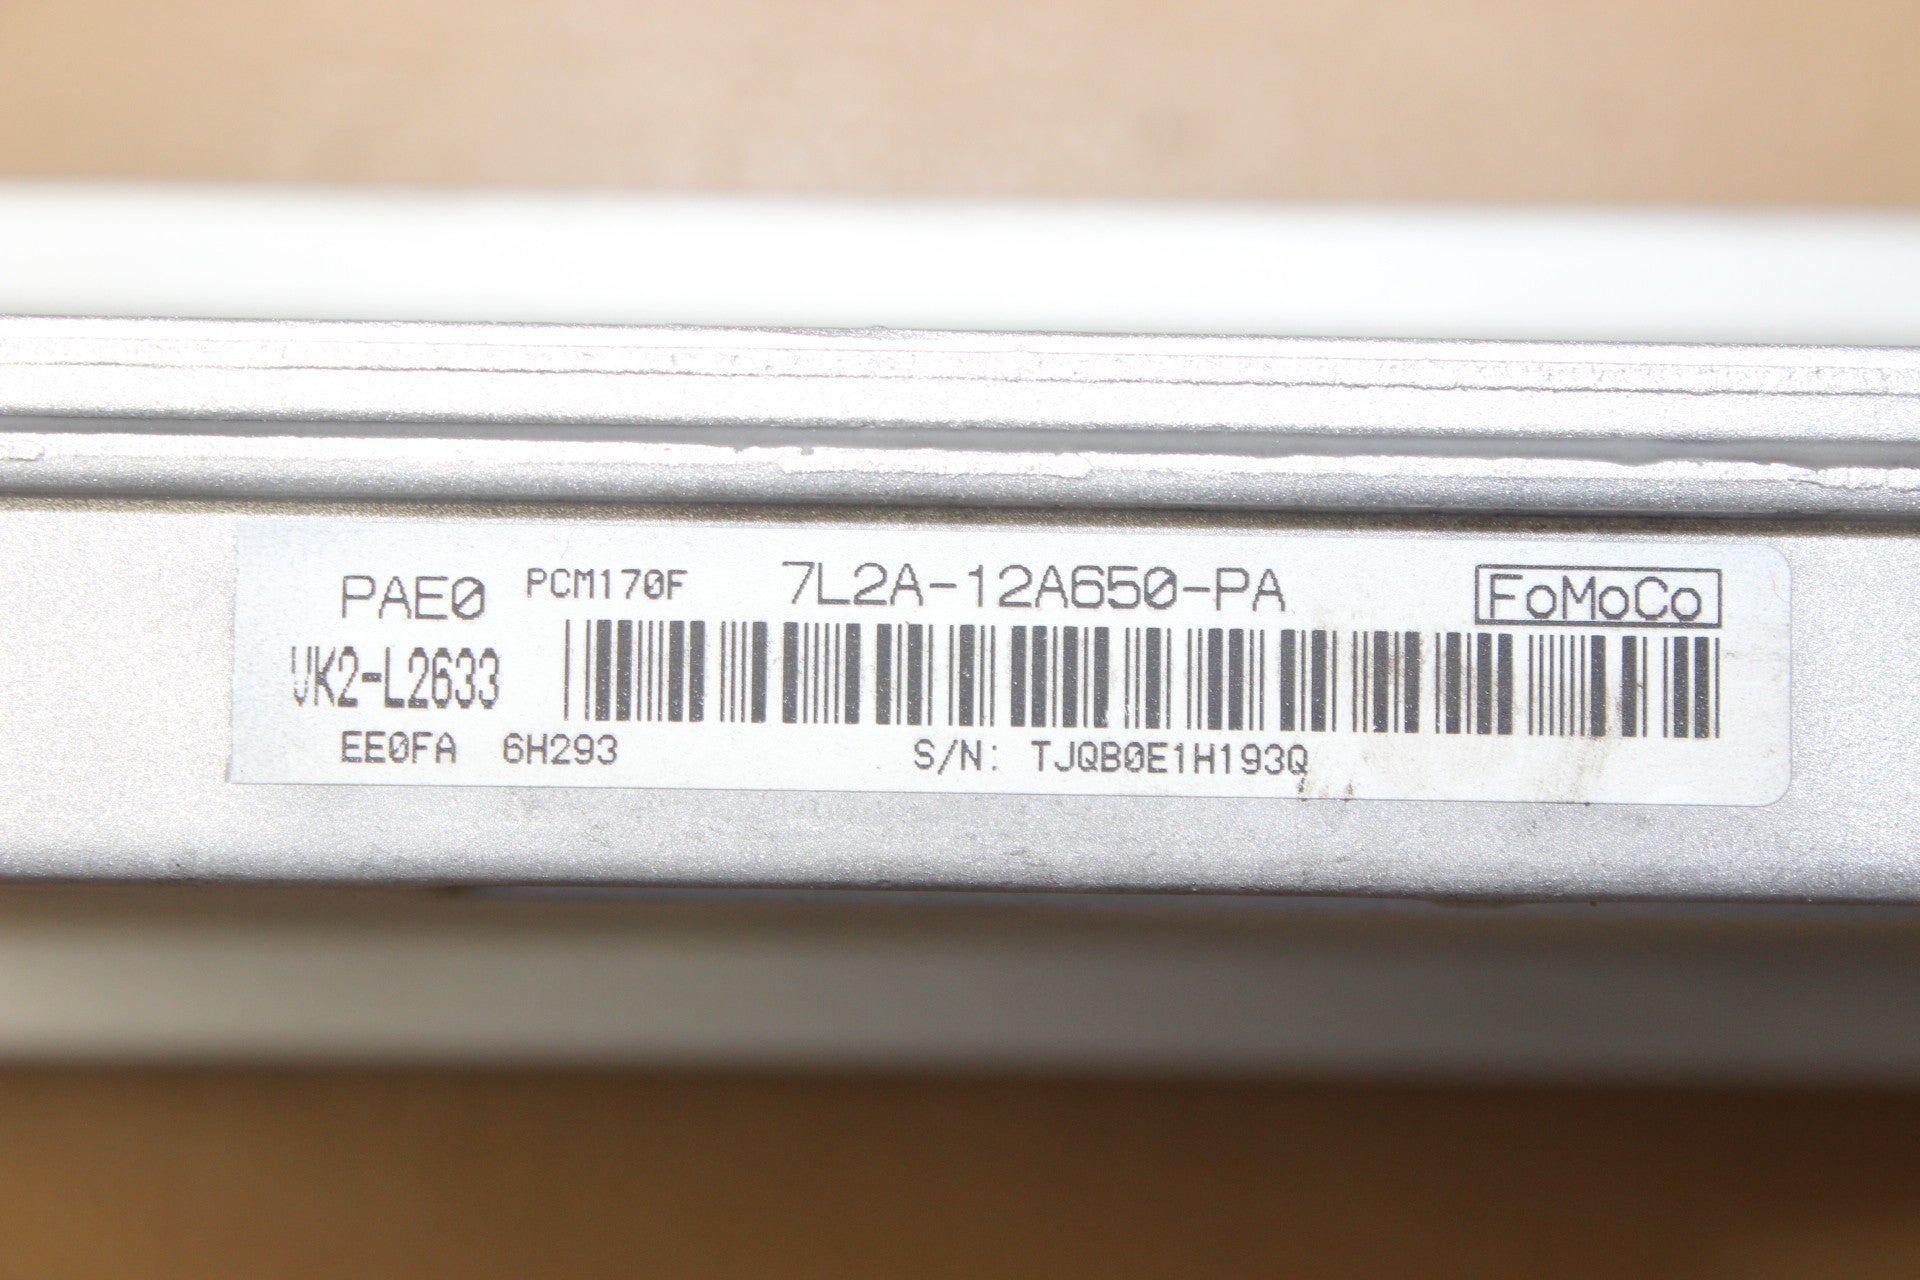 PAE0 PCM170F 7L2A-12A650-PA FoMoCo
VK2-L2633
EE0FA 6H293 S/N: TJQB0E1H193Q